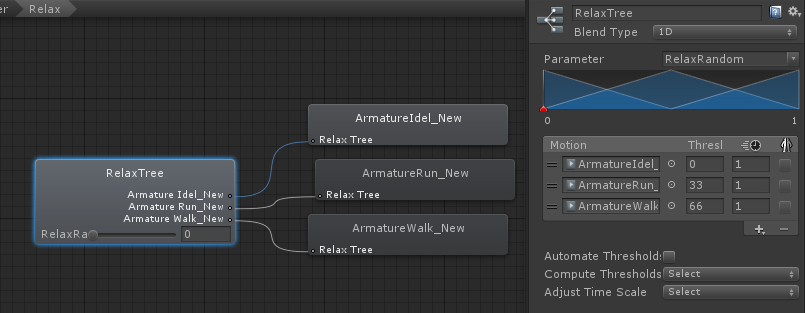 er
Relax
RelaxTree
Armature Idel_New
Armature Run_New
Armature Walk_New
RelaxRa
0
ArmatureIdel_New
Relax Tree
ArmatureRun_New
Relax Tree
ArmatureWalk_New
Relax Tree
RelaxTree
Blend Type 1D
Parameter RelaxRandom
0 1
Motion Thresl
ArmatureIdel_ 0 1
ArmatureRun_ 33 1
ArmatureWalk 66 1
+ −
Automate Thresholds
Compute Thresholds Select
Adjust Time Scale Select